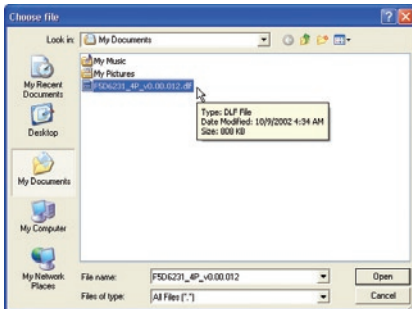 Choose file
Look in: My Documents
My Recent Documents
Desktop
My Documents
My Computer
My Network Places
My Music
My Pictures
F5D6231_4P_v0.00.012.dlf
Type: DLF File
Date Modified: 10/9/2002 4:34 AM
Size: 808 KB
File name: F5D6231_4P_v0.00.012 Open
Files of type: All Files (*.*) Cancel